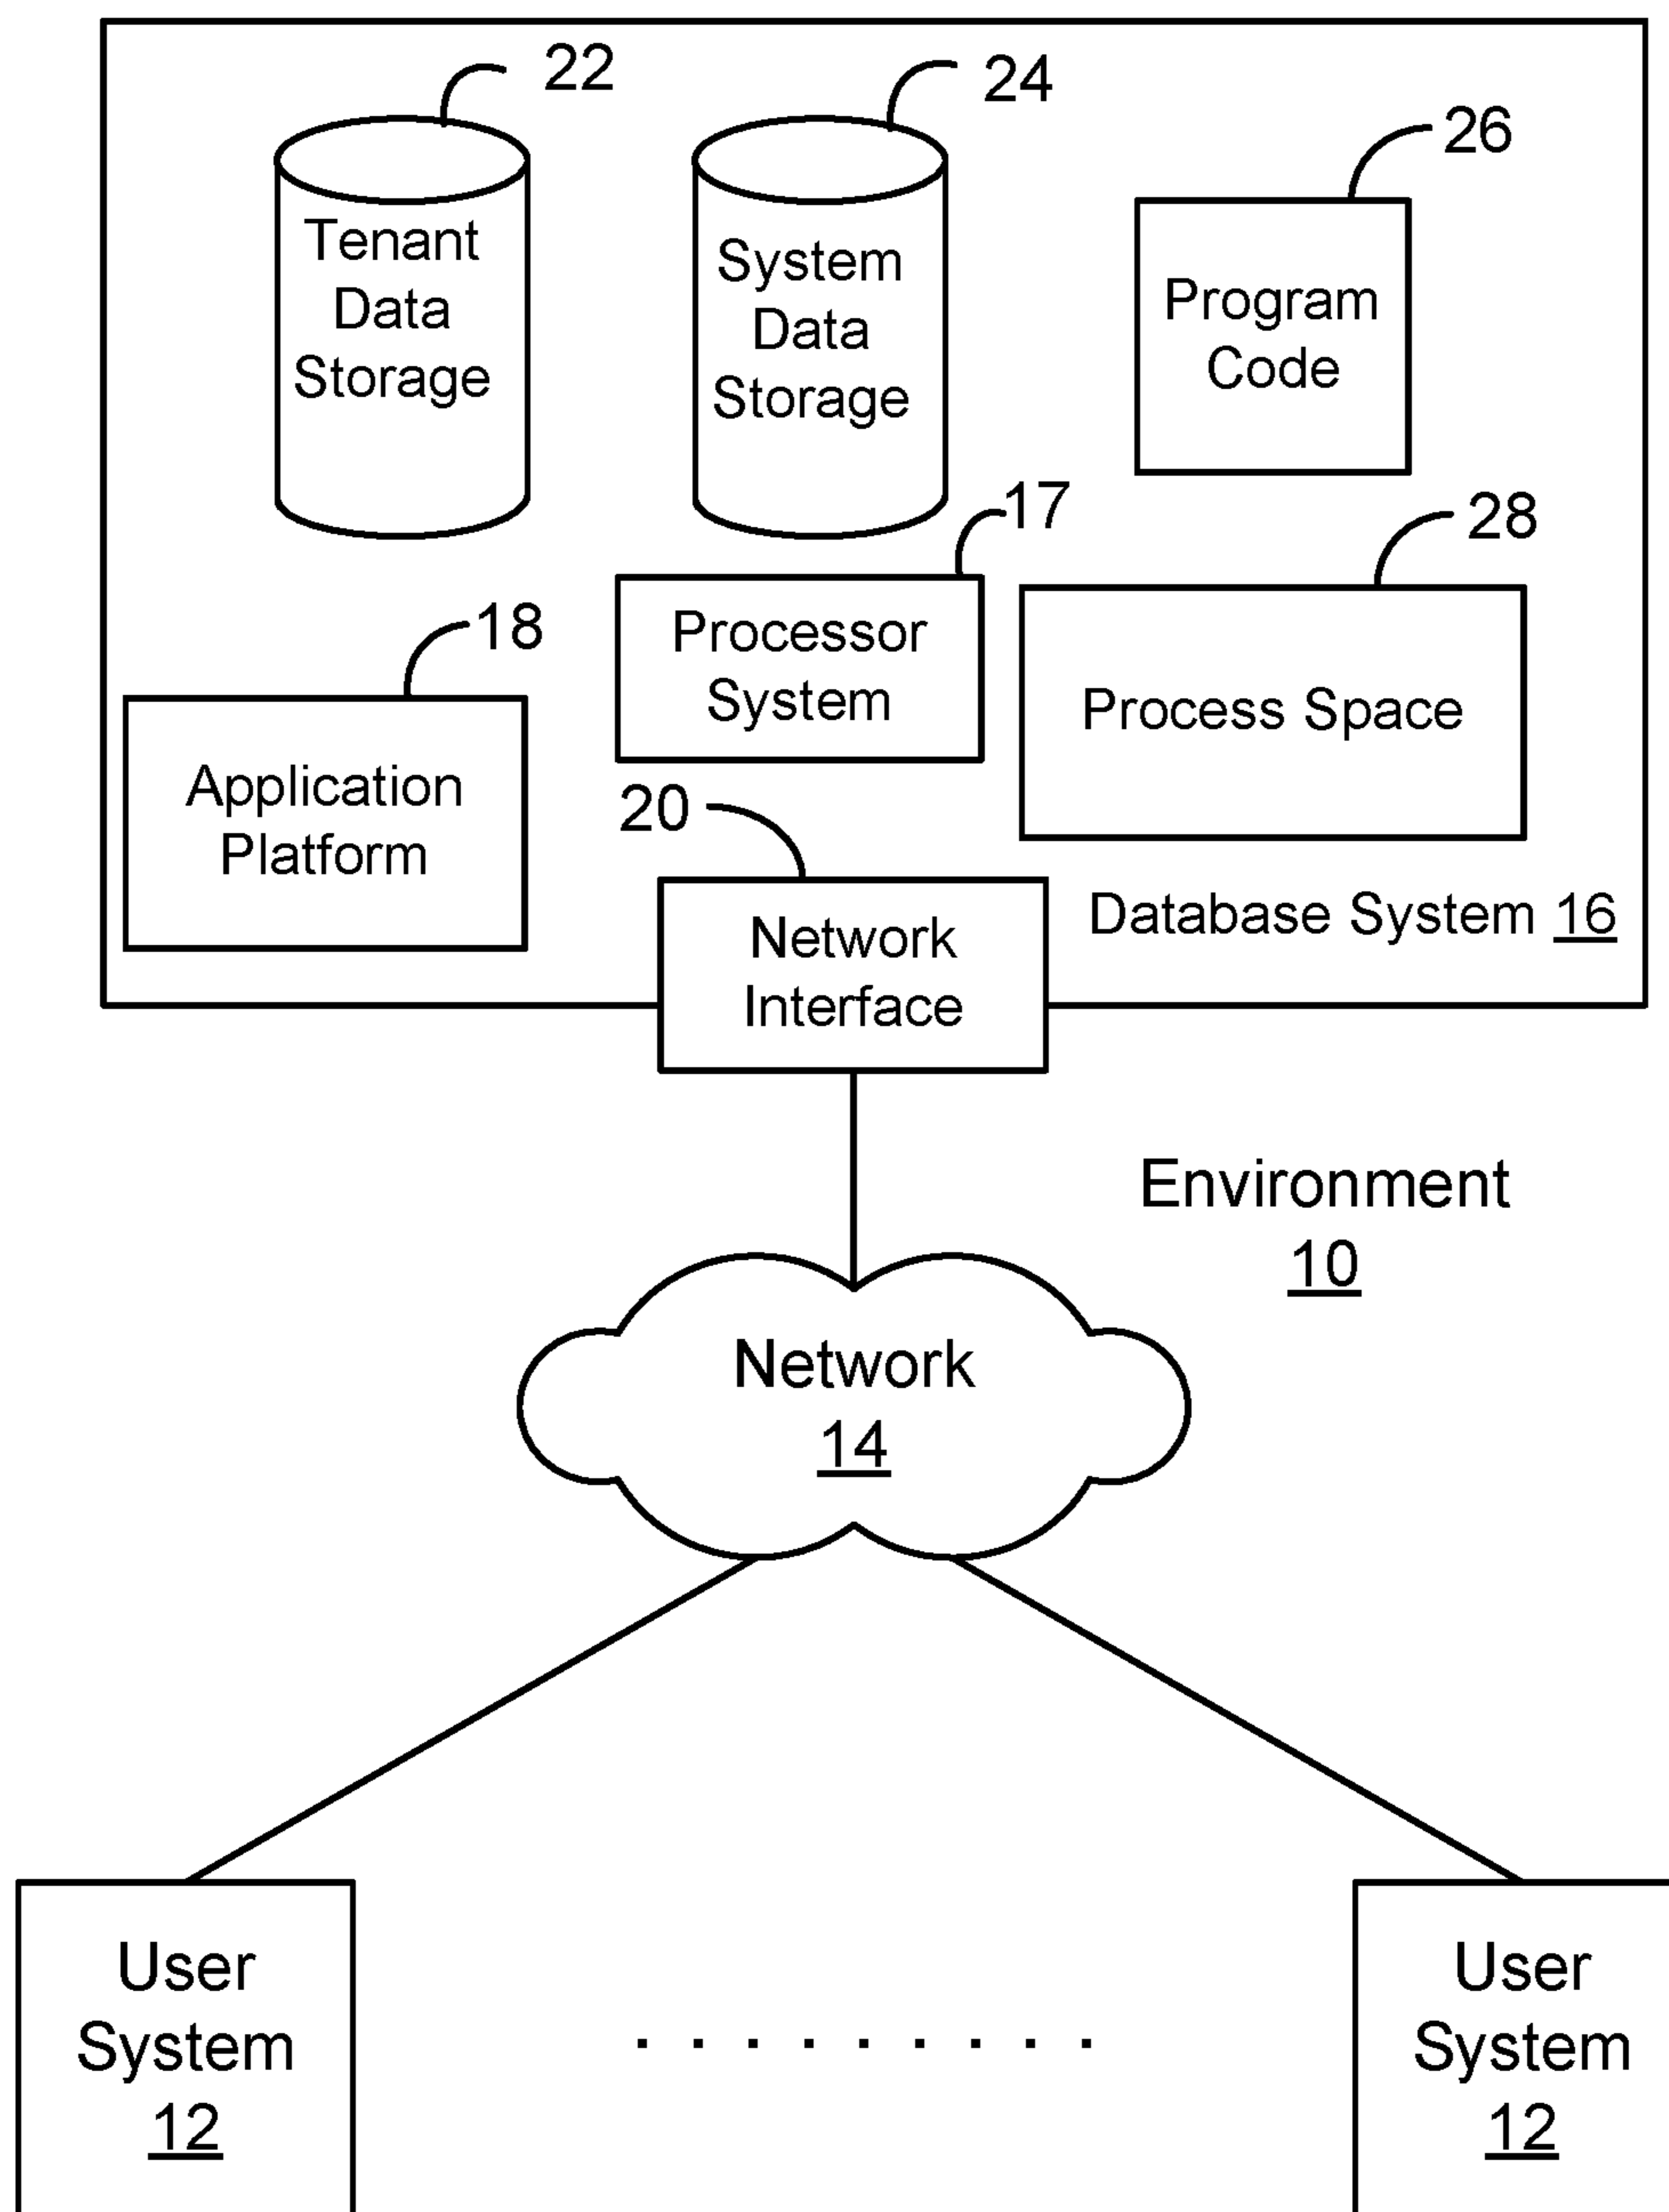 22
24
26
Tenant
Data
Storage
System
Data
Storage
Program
Code
17
28
18
Processor
System
Process Space
Application
Platform
20
Database System 16
Network
Interface
Environment
10
Network
14
User
System
12
. . . . . . . . .
User
System
12